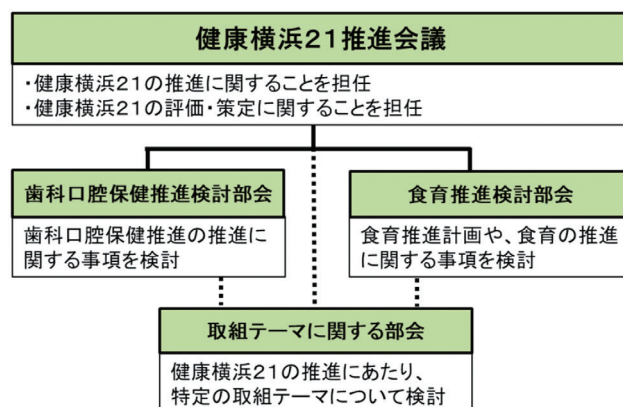 健康横浜２１推進会議
・健康横浜２１の推進に関することを担任
・健康横浜２１の評価・策定に関することを担任
歯科口腔保健推進検討部会
歯科口腔保健推進の推進に
関する事項を検討
食育推進検討部会
食育推進計画や、食育の推進
に関する事項を検討
取組テーマに関する部会
健康横浜２１の推進にあたり、
特定の取組テーマについて検討